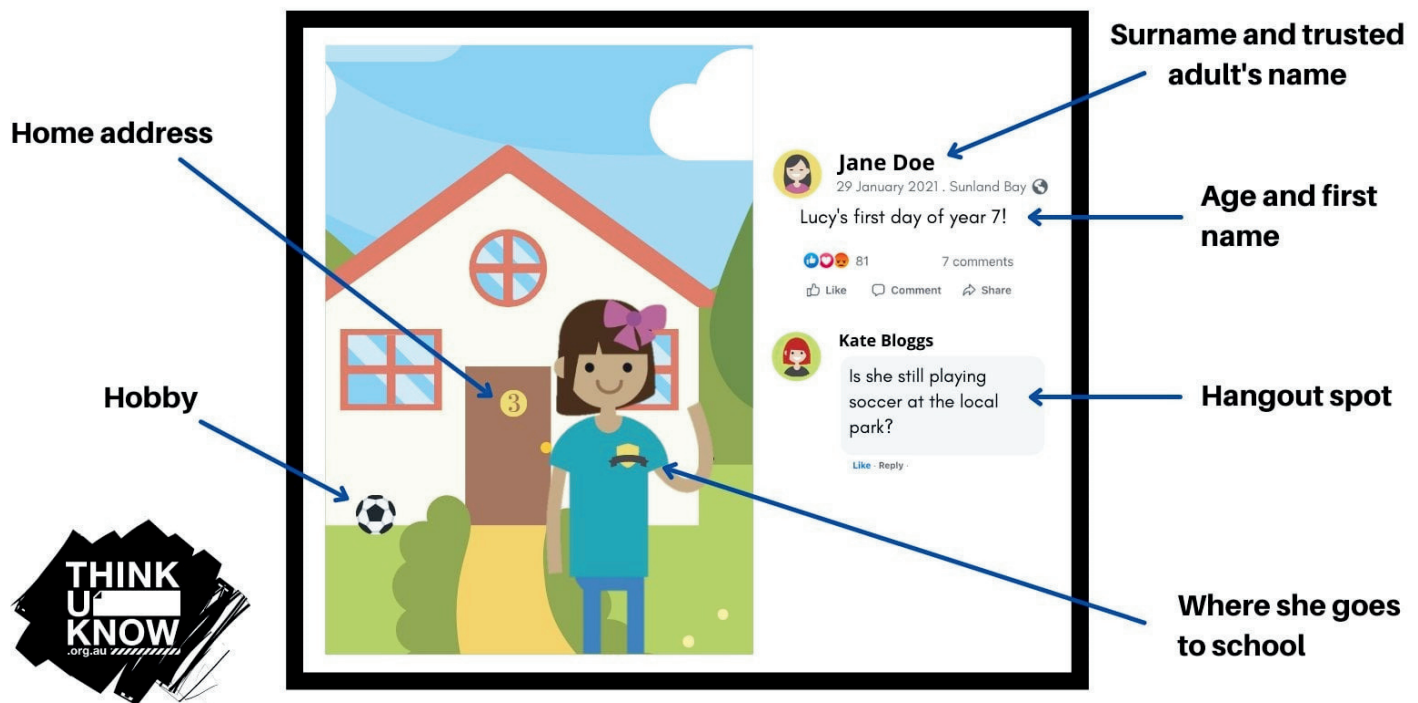 Surname and trusted
adult's name
Home address
Jane Doe
29 January 2021 . Sunland Bay
Lucy's first day of year 7!
Age and first
name
81 7 comments
Like Comment Share
Kate Bloggs
Is she still playing
soccer at the local
park?
Like · Reply ·
Hangout spot
Hobby
3
Where she goes
to school
THINK
U
KNOW
.org.au